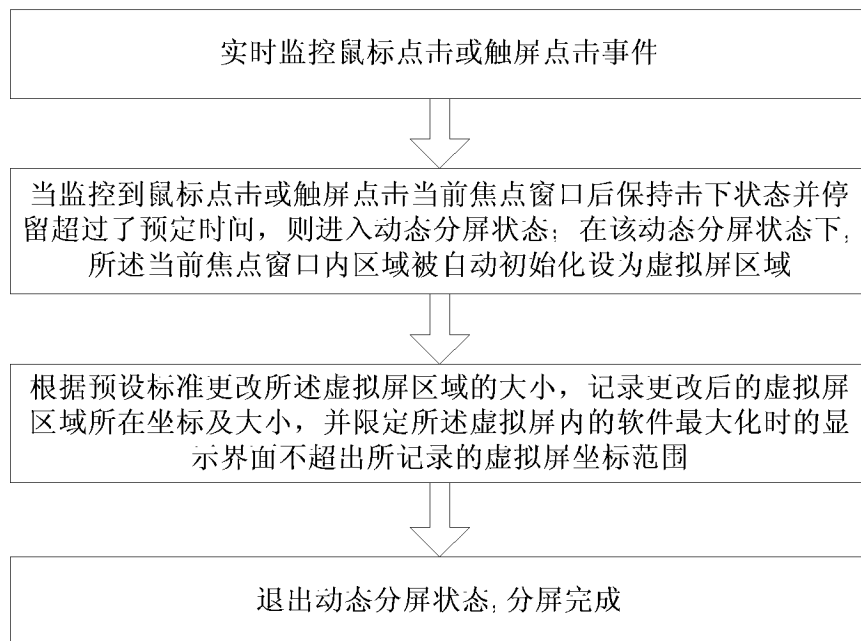 实时监控鼠标点击或触屏点击事件
当监控到鼠标点击或触屏点击当前焦点窗口后保持击下状态并停
留超过了预定时间，则进入动态分屏状态；在该动态分屏状态下，
所述当前焦点窗口内区域被自动初始化设为虚拟屏区域
根据预设标准更改所述虚拟屏区域的大小，记录更改后的虚拟屏
区域所在坐标及大小，并限定所述虚拟屏内的软件最大化时的显
示界面不超出所记录的虚拟屏坐标范围
退出动态分屏状态，分屏完成